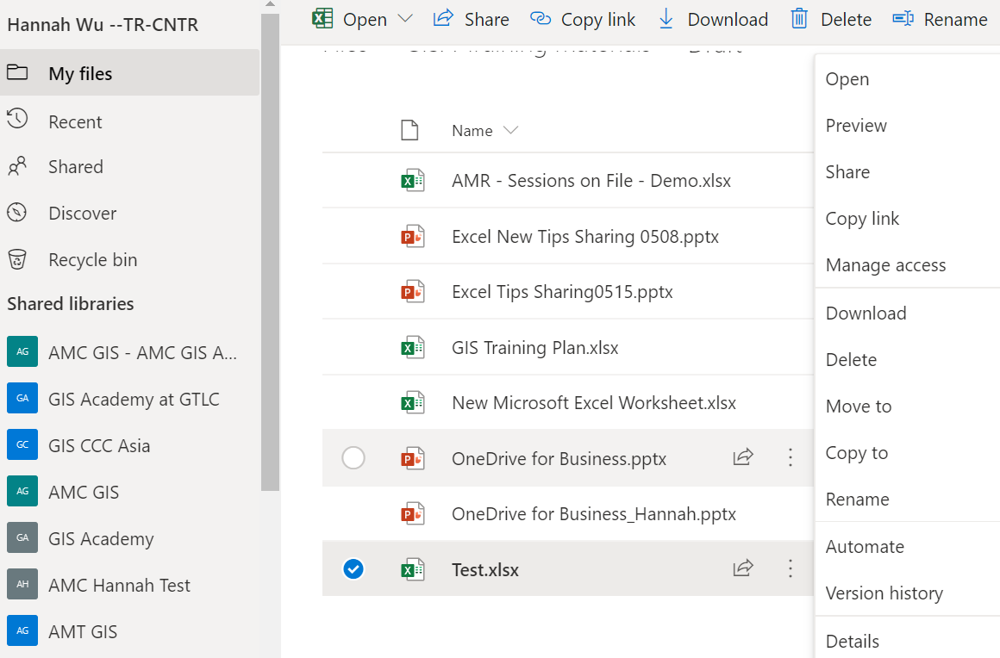 Hannah Wu --TR-CNTR
My files
Recent
Shared
Discover
Recycle bin
Shared libraries
AG AMC GIS - AMC GIS A...
GA GIS Academy at GTLC
GC GIS CCC Asia
AG AMC GIS
GA GIS Academy
AH AMC Hannah Test
AG AMT GIS
Open Share Copy link Download Delete Rename
Name
AMR - Sessions on File - Demo.xlsx
Excel New Tips Sharing 0508.pptx
Excel Tips Sharing0515.pptx
GIS Training Plan.xlsx
New Microsoft Excel Worksheet.xlsx
OneDrive for Business.pptx
OneDrive for Business_Hannah.pptx
Test.xlsx
Open
Preview
Share
Copy link
Manage access
Download
Delete
Move to
Copy to
Rename
Automate
Version history
Details